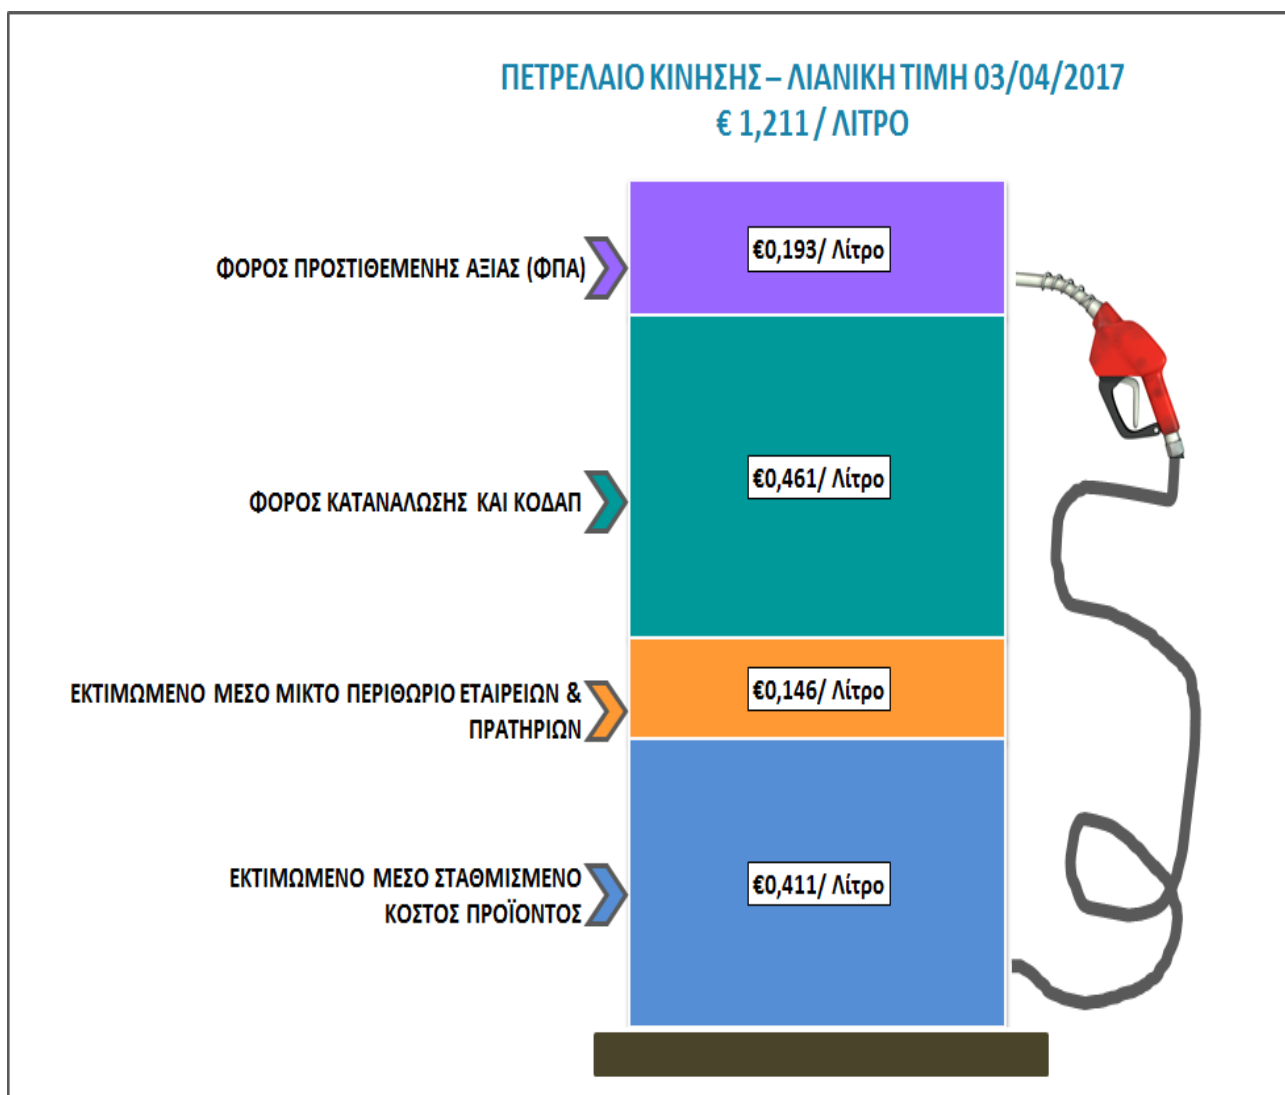 ΠΕΤΡΕΛΑΙΟ ΚΙΝΗΣΗΣ – ΛΙΑΝΙΚΗ ΤΙΜΗ 03/04/2017
€ 1,211 / ΛΙΤΡΟ
€0,193/ Λίτρο
ΦΟΡΟΣ ΠΡΟΣΤΙΘΕΜΕΝΗΣ ΑΞΙΑΣ (ΦΠΑ)
€0,461/ Λίτρο
ΦΟΡΟΣ ΚΑΤΑΝΑΛΩΣΗΣ ΚΑΙ ΚΟΔΑΠ
€0,146/ Λίτρο
ΕΚΤΙΜΩΜΕΝΟ ΜΕΣΟ ΜΙΚΤΟ ΠΕΡΙΘΩΡΙΟ ΕΤΑΙΡΕΙΩΝ &
ΠΡΑΤΗΡΙΩΝ
€0,411/ Λίτρο
ΕΚΤΙΜΩΜΕΝΟ ΜΕΣΟ ΣΤΑΘΜΙΣΜΕΝΟ
ΚΟΣΤΟΣ ΠΡΟΪΟΝΤΟΣ